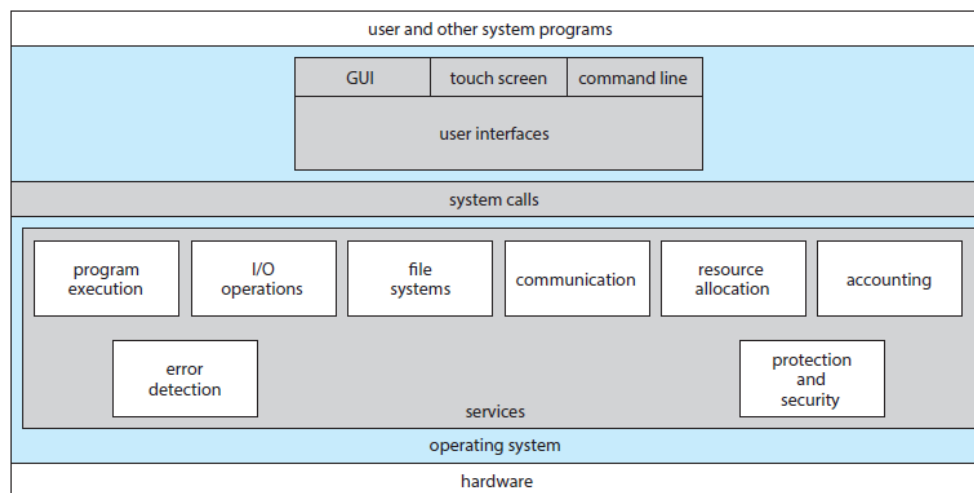 user and other system programs
GUI
touch screen
command line
user interfaces
system calls
program
execution
I/O
operations
file
systems
communication
resource
allocation
accounting
error
detection
protection
and
security
services
operating system
hardware